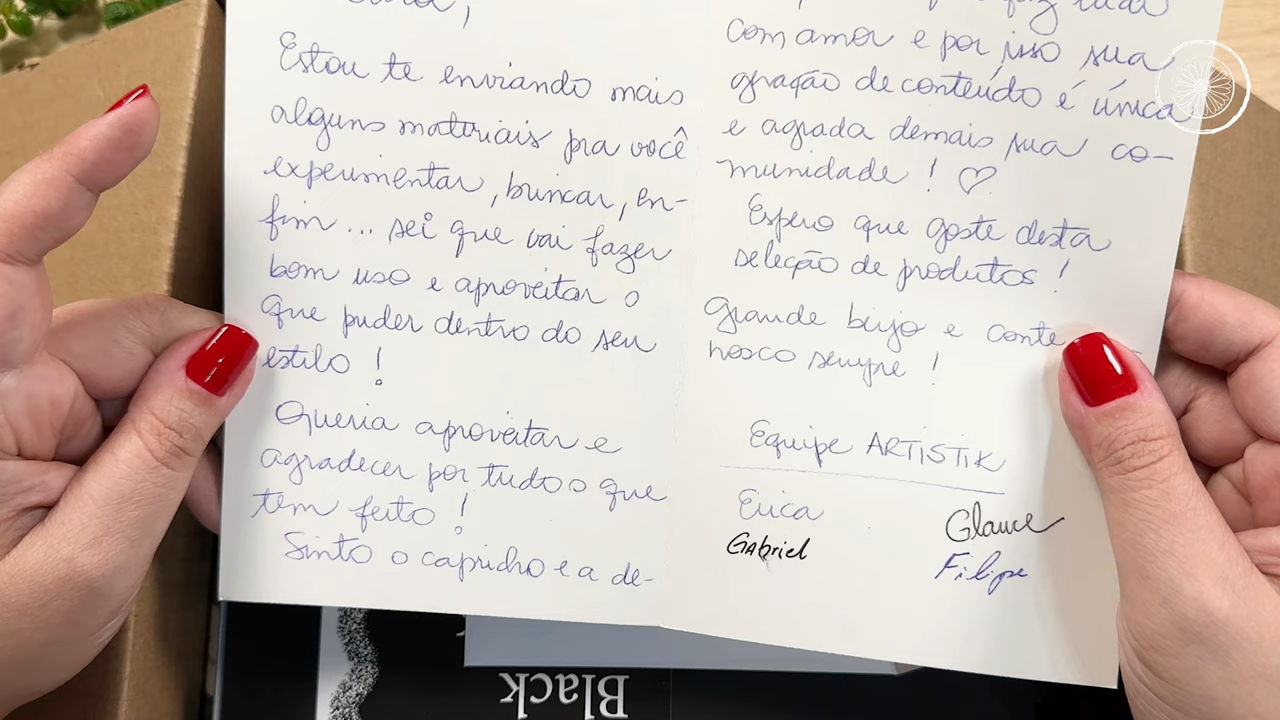 Estou te enviando mais
alguns materiais pra você
experimentar, brincar, en-
fim... sei que vai fazer
bom uso e aproveitar o
que puder dentro do seu
estilo!
Queria aproveitar e
agradecer por tudo o que
tem feito!
Sinto o capricho e a de-
faz tudo
com amor e por isso sua
gração de conteúdo é única
e agrada demais sua co-
munidade! ♡
Espero que goste desta
seleção de produtos!
Grande beijo e conte
nosco sempre!
Equipe ARTISTIK
Erica
Glauce
Gabriel
Filipe
Black